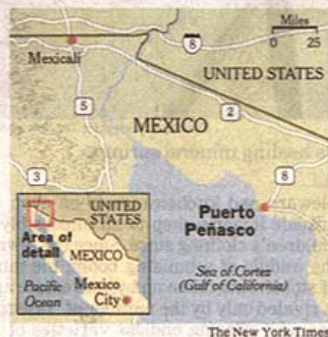 Miles
0 25
8
Mexicali
UNITED STATES
5
2
MEXICO
3
8
Puerto
Peñasco
Sea of Cortez
(Gulf of California)
UNITED
STATES
Area of
detail
MEXICO
Pacific
Ocean
Mexico
City
The New York Times